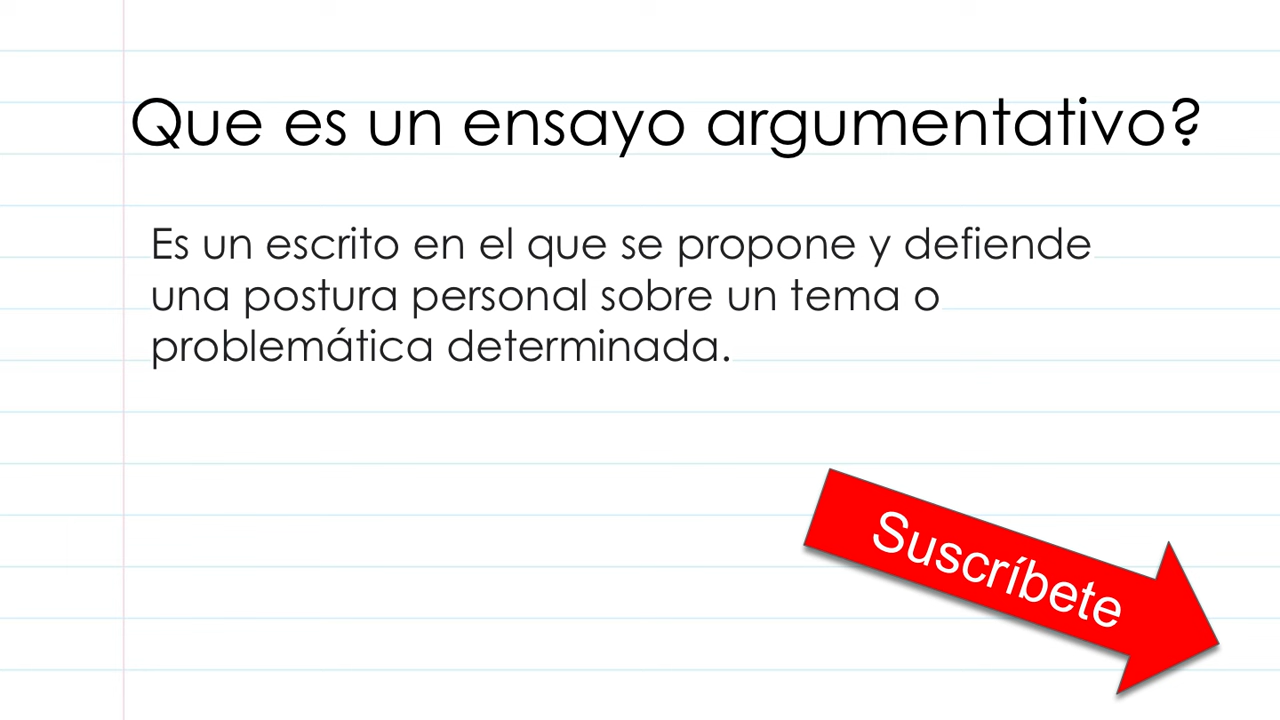 Que es un ensayo argumentativo?
Es un escrito en el que se propone y defiende
una postura personal sobre un tema o
problemática determinada.
Suscríbete